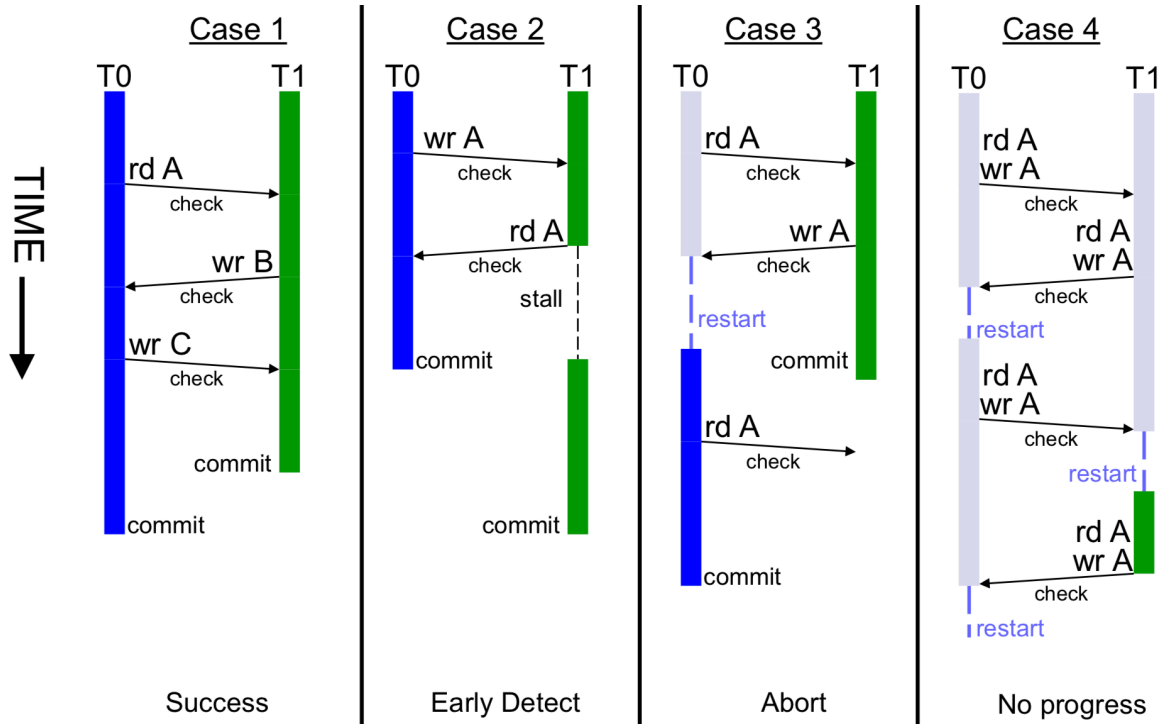 Case 1
T0 T1
rd A
check
wr B
check
wr C
check
commit
commit
Success
Case 2
T0 T1
wr A
check
rd A
check
stall
commit
commit
Early Detect
Case 3
T0 T1
rd A
check
wr A
check
restart
commit
rd A
check
commit
Abort
Case 4
T0 T1
rd A
wr A
check
rd A
wr A
check
restart
rd A
wr A
check
restart
rd A
wr A
check
restart
No progress
TIME